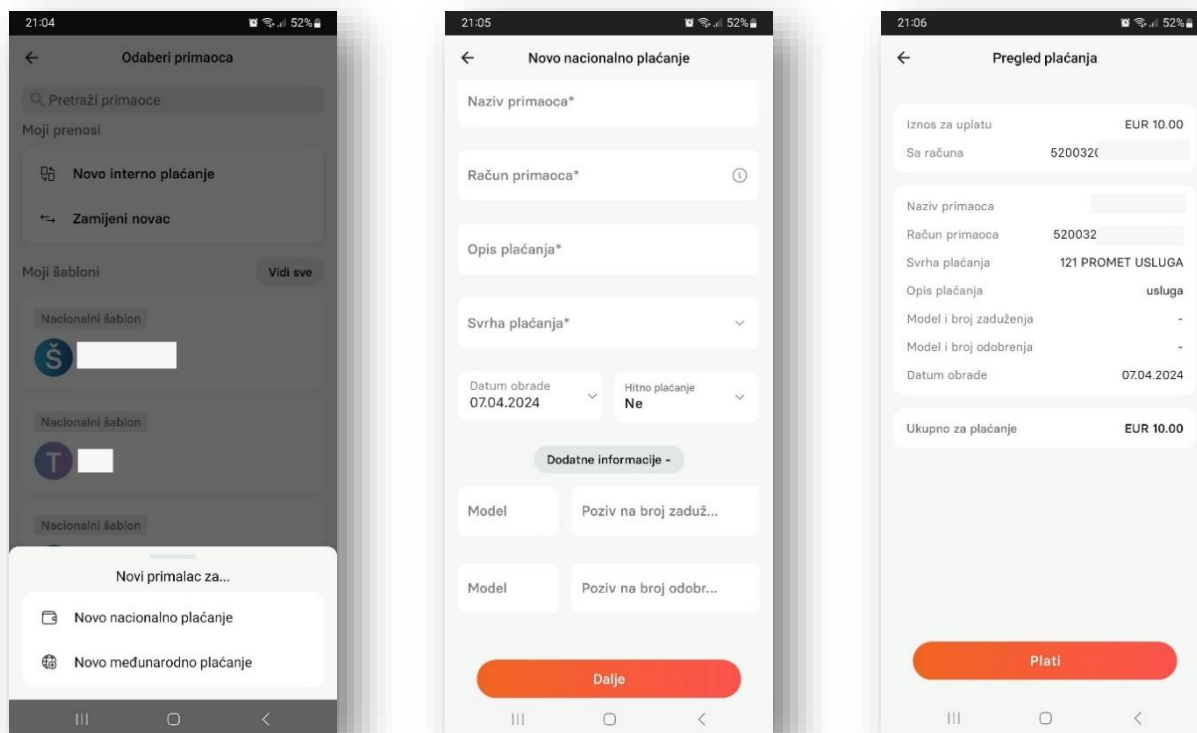 21:04
52%
Odaberi primaoca
Pretraži primaoce
Moji prenosi
Novo interno plaćanje
Zamijeni novac
Moji šabloni
Vidi sve
Nacionalni šablon
Š
Nacionalni šablon
T
Nacionalni šablon
Novi primalac za...
Novo nacionalno plaćanje
Novo međunarodno plaćanje
21:05
52%
Novo nacionalno plaćanje
Naziv primaoca*
Račun primaoca*
Opis plaćanja*
Svrha plaćanja*
Datum obrade
07.04.2024
Hitno plaćanje
Ne
Dodatne informacije -
Model
Poziv na broj zaduž...
Model
Poziv na broj odobr...
Dalje
21:06
52%
Pregled plaćanja
Iznos za uplatu EUR 10.00
Sa računa 520032
Naziv primaoca
Račun primaoca 520032
Svrha plaćanja 121 PROMET USLUGA
Opis plaćanja usluga
Model i broj zaduženja -
Model i broj odobrenja -
Datum obrade 07.04.2024
Ukupno za plaćanje EUR 10.00
Plati